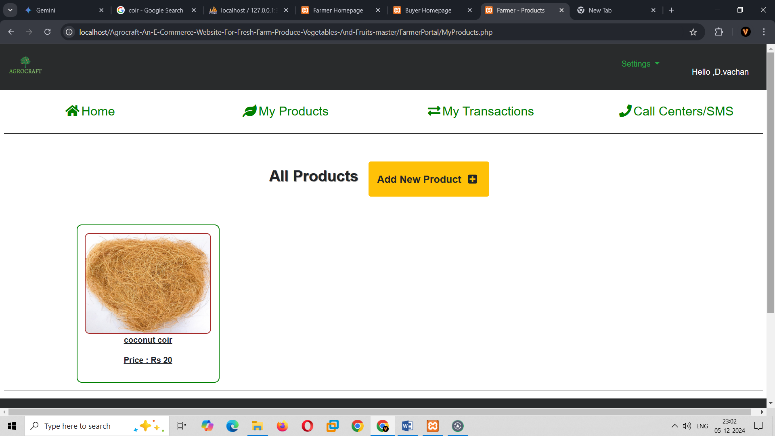 Gemini
coir - Google Search
localhost / 127.0.0.1
Farmer Homepage
Buyer Homepage
Farmer - Products
New Tab
localhost/Agrocraft-An-E-Commerce-Website-For-Fresh-Farm-Produce-Vegetables-And-Fruits-master/FarmerPortal/MyProducts.php
AGROCRAFT
Settings
Hello ,D.vachan
Home
My Products
My Transactions
Call Centers/SMS
All Products
Add New Product
coconut coir
Price : Rs 20
Type here to search
ENG
23:02
05-12-2024